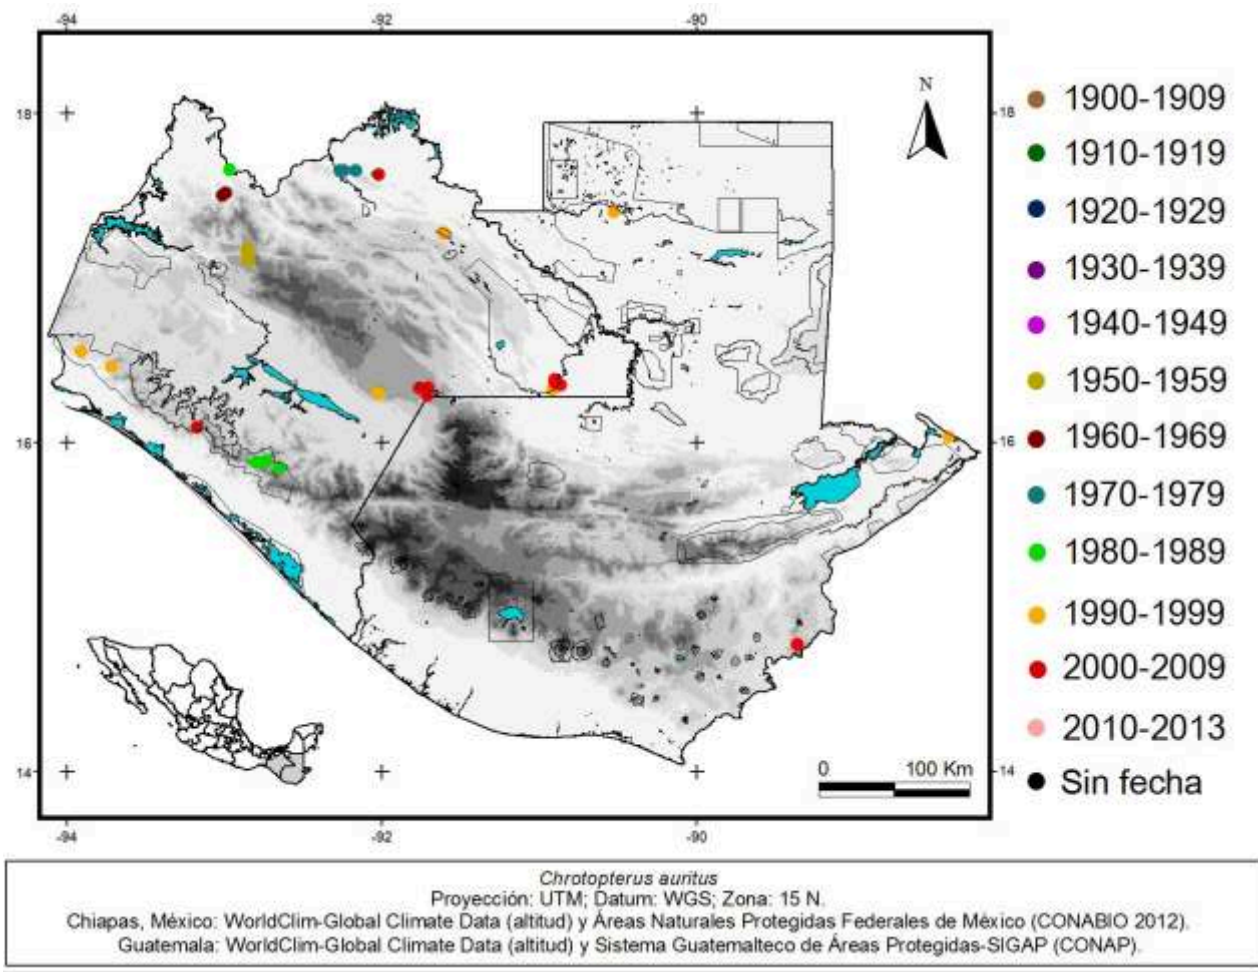 -94 -92 -90
N
18 18
16 16
14 14
0 100 Km
-94 -92 -90
1900-1909
1910-1919
1920-1929
1930-1939
1940-1949
1950-1959
1960-1969
1970-1979
1980-1989
1990-1999
2000-2009
2010-2013
Sin fecha
Chrotopterus auritus
Proyección: UTM; Datum: WGS; Zona: 15 N.
Chiapas, México: WorldClim-Global Climate Data (altitud) y Áreas Naturales Protegidas Federales de México (CONABIO 2012).
Guatemala: WorldClim-Global Climate Data (altitud) y Sistema Guatemalteco de Áreas Protegidas-SIGAP (CONAP).